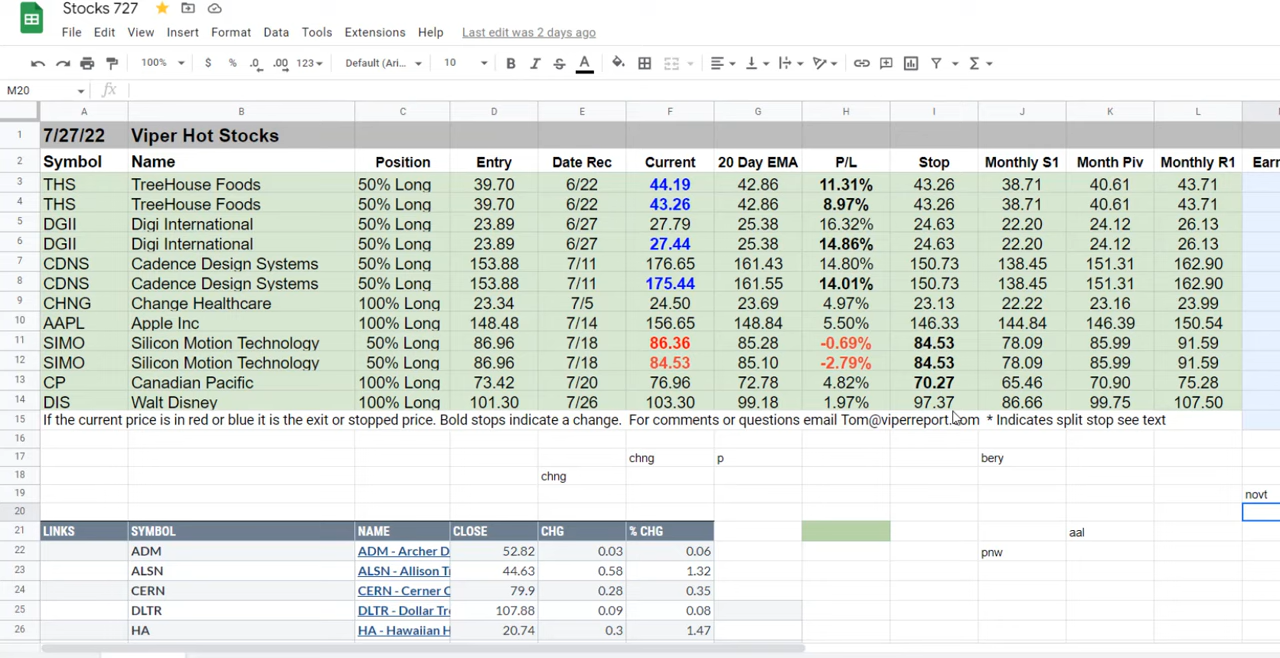 Stocks 727
File Edit View Insert Format Data Tools Extensions Help Last edit was 2 days ago
100% $ % .0 .00 123 Default (Ari... 10 B I S A
M20 fx
A B C D E F G H I J K L
1 7/27/22 Viper Hot Stocks
2 Symbol Name Position Entry Date Rec Current 20 Day EMA P/L Stop Monthly S1 Month Piv Monthly R1 Earn
3 THS TreeHouse Foods 50% Long 39.70 6/22 44.19 42.86 11.31% 43.26 38.71 40.61 43.71
4 THS TreeHouse Foods 50% Long 39.70 6/22 43.26 42.86 8.97% 43.26 38.71 40.61 43.71
5 DGII Digi International 50% Long 23.89 6/27 27.79 25.38 16.32% 24.63 22.20 24.12 26.13
6 DGII Digi International 50% Long 23.89 6/27 27.44 25.38 14.86% 24.63 22.20 24.12 26.13
7 CDNS Cadence Design Systems 50% Long 153.88 7/11 176.65 161.43 14.80% 150.73 138.45 151.31 162.90
8 CDNS Cadence Design Systems 50% Long 153.88 7/11 175.44 161.55 14.01% 150.73 138.45 151.31 162.90
9 CHNG Change Healthcare 100% Long 23.34 7/5 24.50 23.69 4.97% 23.13 22.22 23.16 23.99
10 AAPL Apple Inc 100% Long 148.48 7/14 156.65 148.84 5.50% 146.33 144.84 146.39 150.54
11 SIMO Silicon Motion Technology 50% Long 86.96 7/18 86.36 85.28 -0.69% 84.53 78.09 85.99 91.59
12 SIMO Silicon Motion Technology 50% Long 86.96 7/18 84.53 85.10 -2.79% 84.53 78.09 85.99 91.59
13 CP Canadian Pacific 100% Long 73.42 7/20 76.96 72.78 4.82% 70.27 65.46 70.90 75.28
14 DIS Walt Disney 100% Long 101.30 7/26 103.30 99.18 1.97% 97.37 86.66 99.75 107.50
15 If the current price is in red or blue it is the exit or stopped price. Bold stops indicate a change. For comments or questions email Tom@viperreport.com * Indicates split stop see text
16
17 chng p bery
18 chng
19 novt
20
21 LINKS SYMBOL NAME CLOSE CHG % CHG aal
22 ADM ADM - Archer D 52.82 0.03 0.06 pnw
23 ALSN ALSN - Allison Ti 44.63 0.58 1.32
24 CERN CERN - Cerner C 79.9 0.28 0.35
25 DLTR DLTR - Dollar Tre 107.88 0.09 0.08
26 HA HA - Hawaiian H 20.74 0.3 1.47